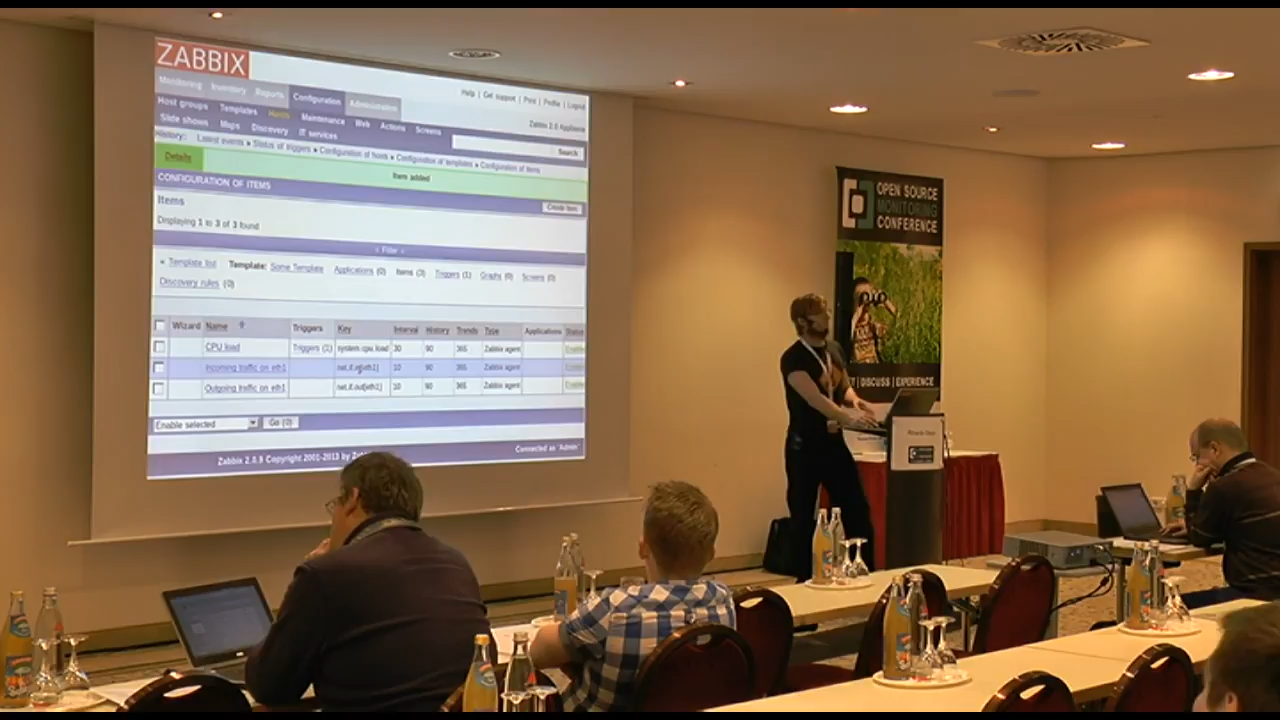 ZABBIX
Help | Get support | Print | Profile | Logout
Monitoring Inventory Reports Configuration Administration
Zabbix 2.0 Appliance
Host groups Templates Hosts Maintenance Web Actions Screens
Slide shows Maps Discovery IT services
Search
History: Latest events » Status of triggers » Configuration of hosts » Configuration of templates » Configuration of items
Details
Item added
CONFIGURATION OF ITEMS
Items
Create item
Displaying 1 to 3 of 3 found
« Filter »
« Template list Template: Some Template Applications (0) Items (3) Triggers (1) Graphs (0) Screens (0)
Discovery rules (0)
Wizard Name Triggers Key Interval History Trends Type Applications Status
CPU load Triggers (1) system.cpu.load 30 90 365 Zabbix agent Enabled
Incoming traffic on eth1 net.if.in[eth1] 10 90 365 Zabbix agent Enabled
Outgoing traffic on eth1 net.if.out[eth1] 10 90 365 Zabbix agent Enabled
Enable selected Go (0)
Zabbix 2.0.9 Copyright 2001-2013 by
Connected as 'Admin'
OPEN SOURCE
MONITORING
CONFERENCE
| DISCUSS | EXPERIENCE